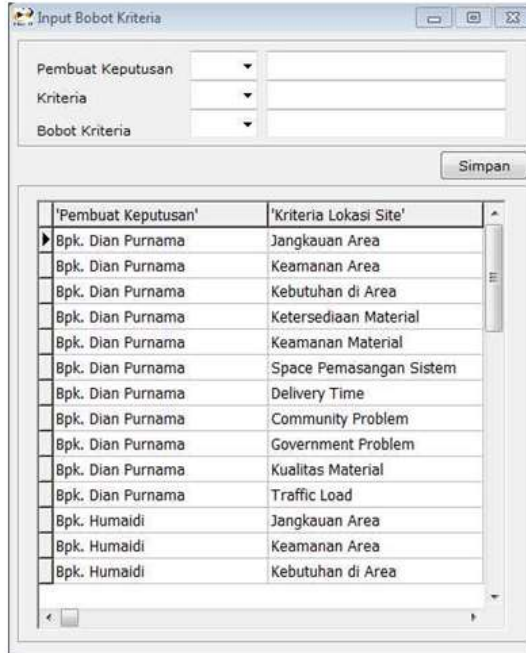 Input Bobot Kriteria
Pembuat Keputusan
Kriteria
Bobot Kriteria
Simpan
'Pembuat Keputusan' 'Kriteria Lokasi Site'
Bpk. Dian Purnama Jangkauan Area
Bpk. Dian Purnama Keamanan Area
Bpk. Dian Purnama Kebutuhan di Area
Bpk. Dian Purnama Ketersediaan Material
Bpk. Dian Purnama Keamanan Material
Bpk. Dian Purnama Space Pemasangan Sistem
Bpk. Dian Purnama Delivery Time
Bpk. Dian Purnama Community Problem
Bpk. Dian Purnama Government Problem
Bpk. Dian Purnama Kualitas Material
Bpk. Dian Purnama Traffic Load
Bpk. Humaidi Jangkauan Area
Bpk. Humaidi Keamanan Area
Bpk. Humaidi Kebutuhan di Area